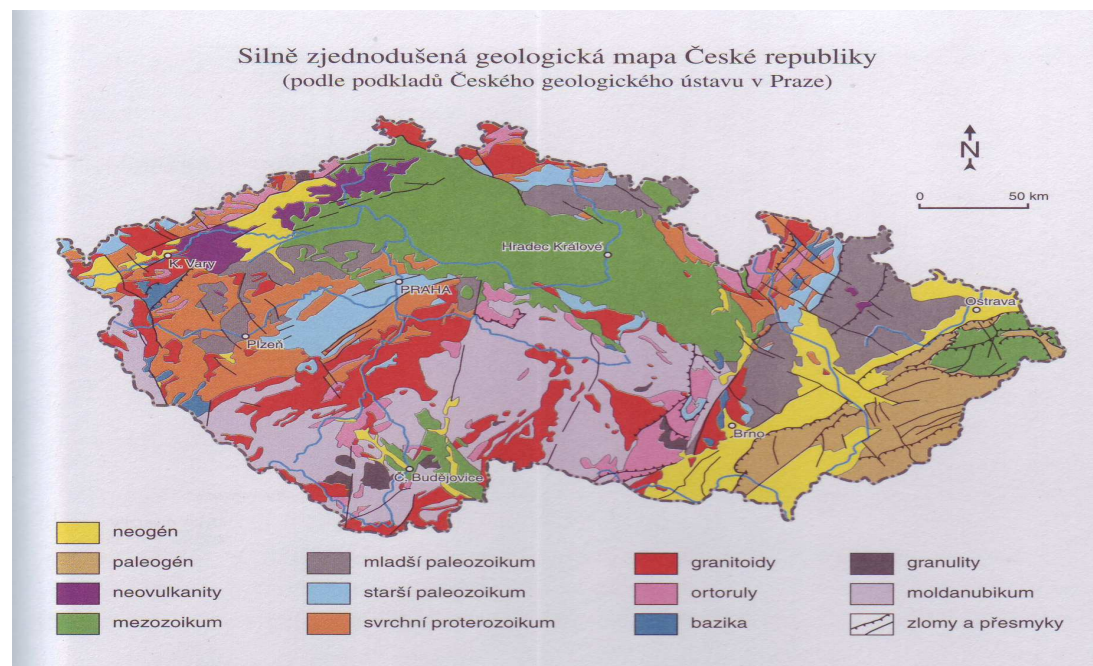 Silně zjednodušená geologická mapa České republiky
(podle podkladů Českého geologického ústavu v Praze)
N
0 50 km
K. Vary
Hradec Králové
PRAHA
Plzeň
Ostrava
Brno
Č. Budějovice
neogén
paleogén
neovulkanity
mezozoikum
mladší paleozoikum
starší paleozoikum
svrchní proterozoikum
granitoidy
ortoruly
bazika
granulity
moldanubikum
zlomy a přesmyky